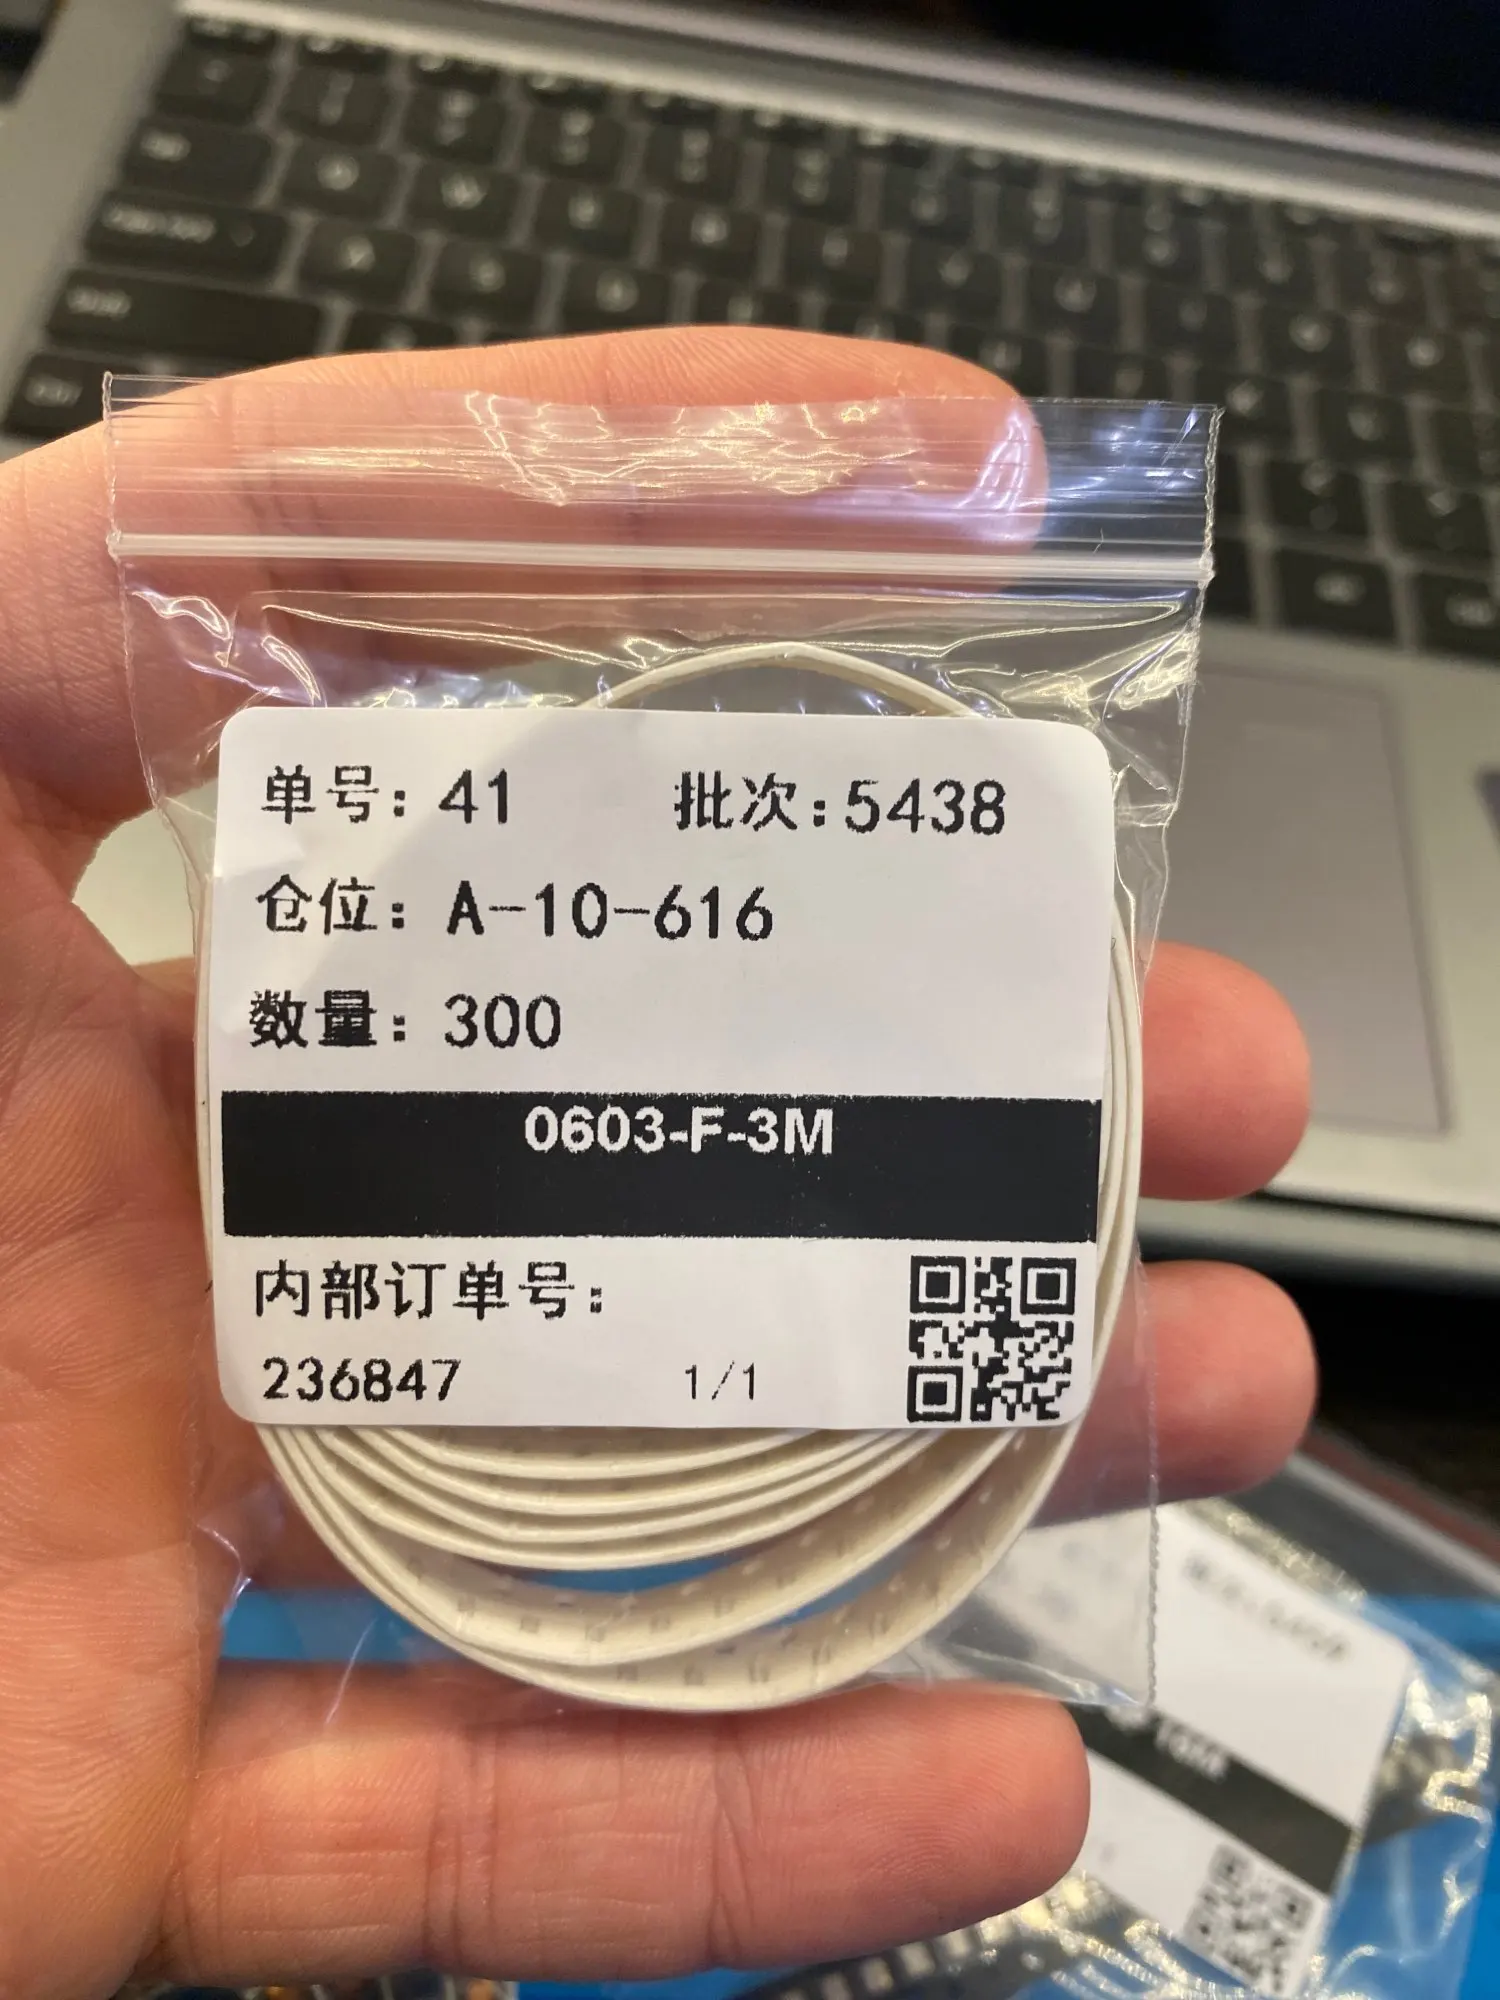 单号: 41 批次:5438
仓位: A-10-616
数量: 300
0603-F-3M
内部订单号:
236847 1/1